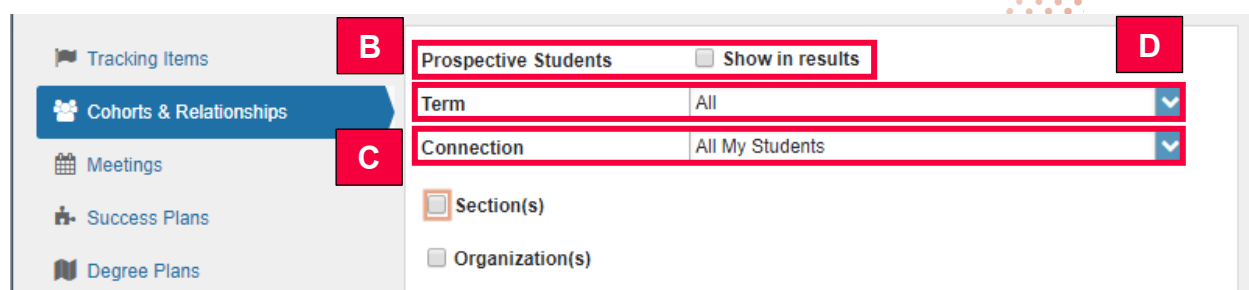 Tracking Items
Cohorts & Relationships
Meetings
Success Plans
Degree Plans
B
Prospective Students Show in results
D
Term All
C
Connection All My Students
Section(s)
Organization(s)